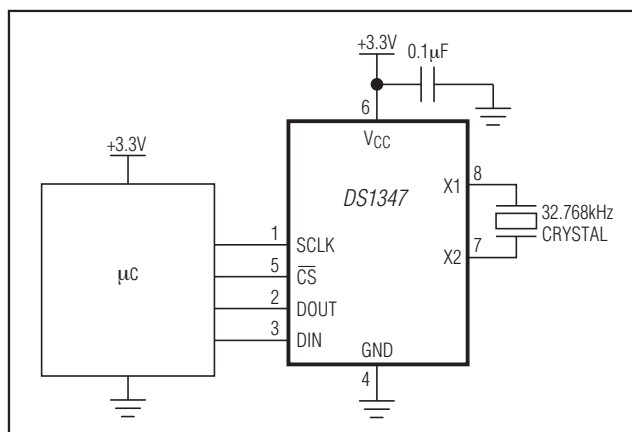 +3.3V
0.1μF
6
VCC
+3.3V
DS1347
X1
8
32.768kHz
CRYSTAL
X2
7
μC
1
SCLK
5
C̅S̅
2
DOUT
3
DIN
GND
4